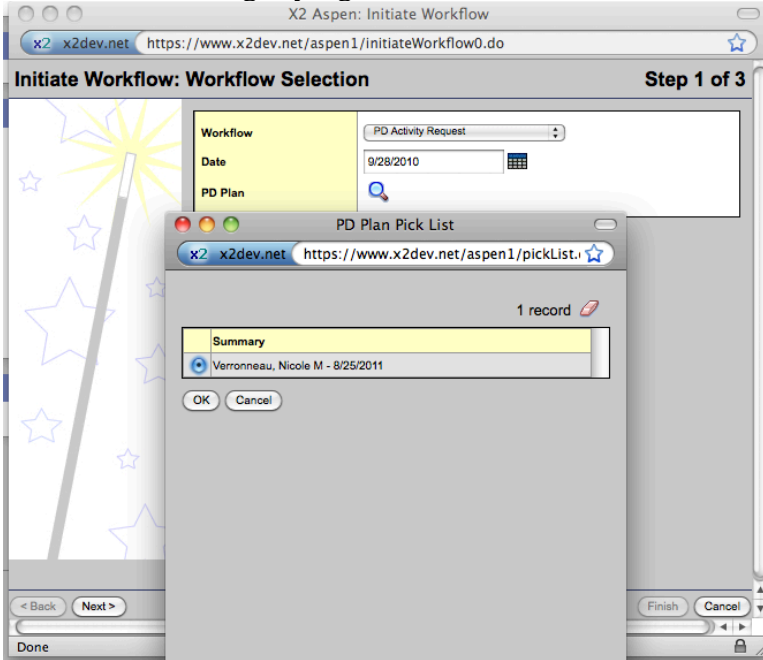 X2 Aspen: Initiate Workflow
x2 x2dev.net https://www.x2dev.net/aspen1/initiateWorkflow0.do
Initiate Workflow: Workflow Selection Step 1 of 3
Workflow PD Activity Request
Date 9/28/2010
PD Plan
PD Plan Pick List
x2 x2dev.net https://www.x2dev.net/aspen1/pickList.
1 record
Summary
Verronneau, Nicole M - 8/25/2011
OK Cancel
< Back Next > Finish Cancel
Done